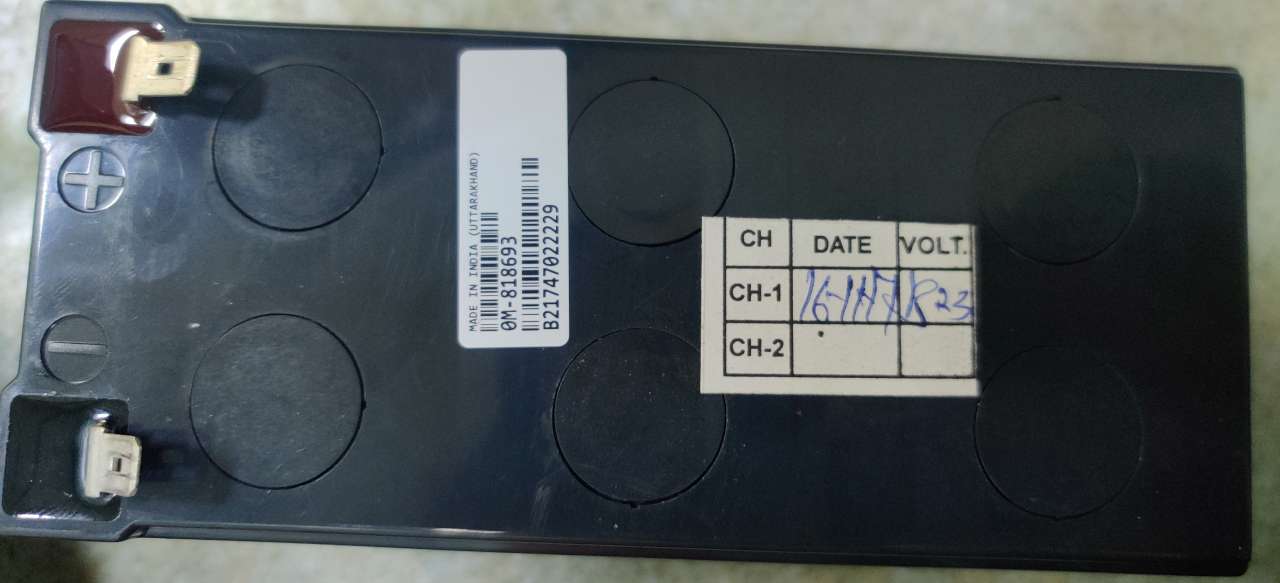 MADE IN INDIA (UTTARAKHAND)
0M-818693
B21747022229
CH DATE VOLT.
CH-1
CH-2